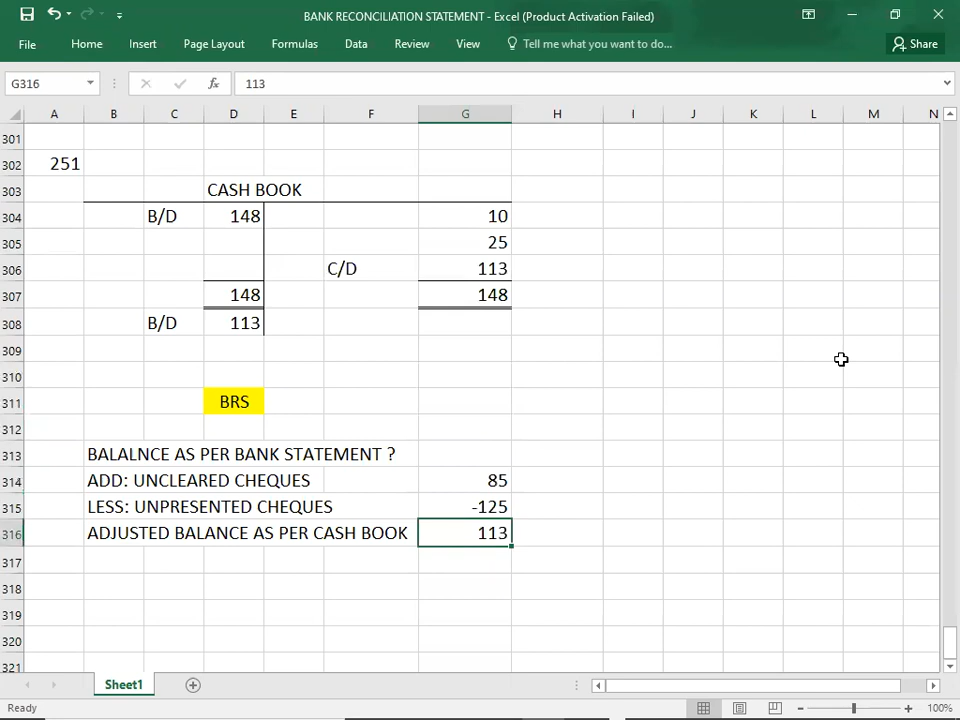 BANK RECONCILIATION STATEMENT - Excel (Product Activation Failed)
File Home Insert Page Layout Formulas Data Review View Tell me what you want to do... Share
G316 fx 113
A B C D E F G H I J K L M N
301
302 251
303 CASH BOOK
304 B/D 148 10
305 25
306 C/D 113
307 148 148
308 B/D 113
309
310
311 BRS
312
313 BALALNCE AS PER BANK STATEMENT ?
314 ADD: UNCLEARED CHEQUES 85
315 LESS: UNPRESENTED CHEQUES -125
316 ADJUSTED BALANCE AS PER CASH BOOK 113
317
318
319
320
321
Sheet1
Ready 100%